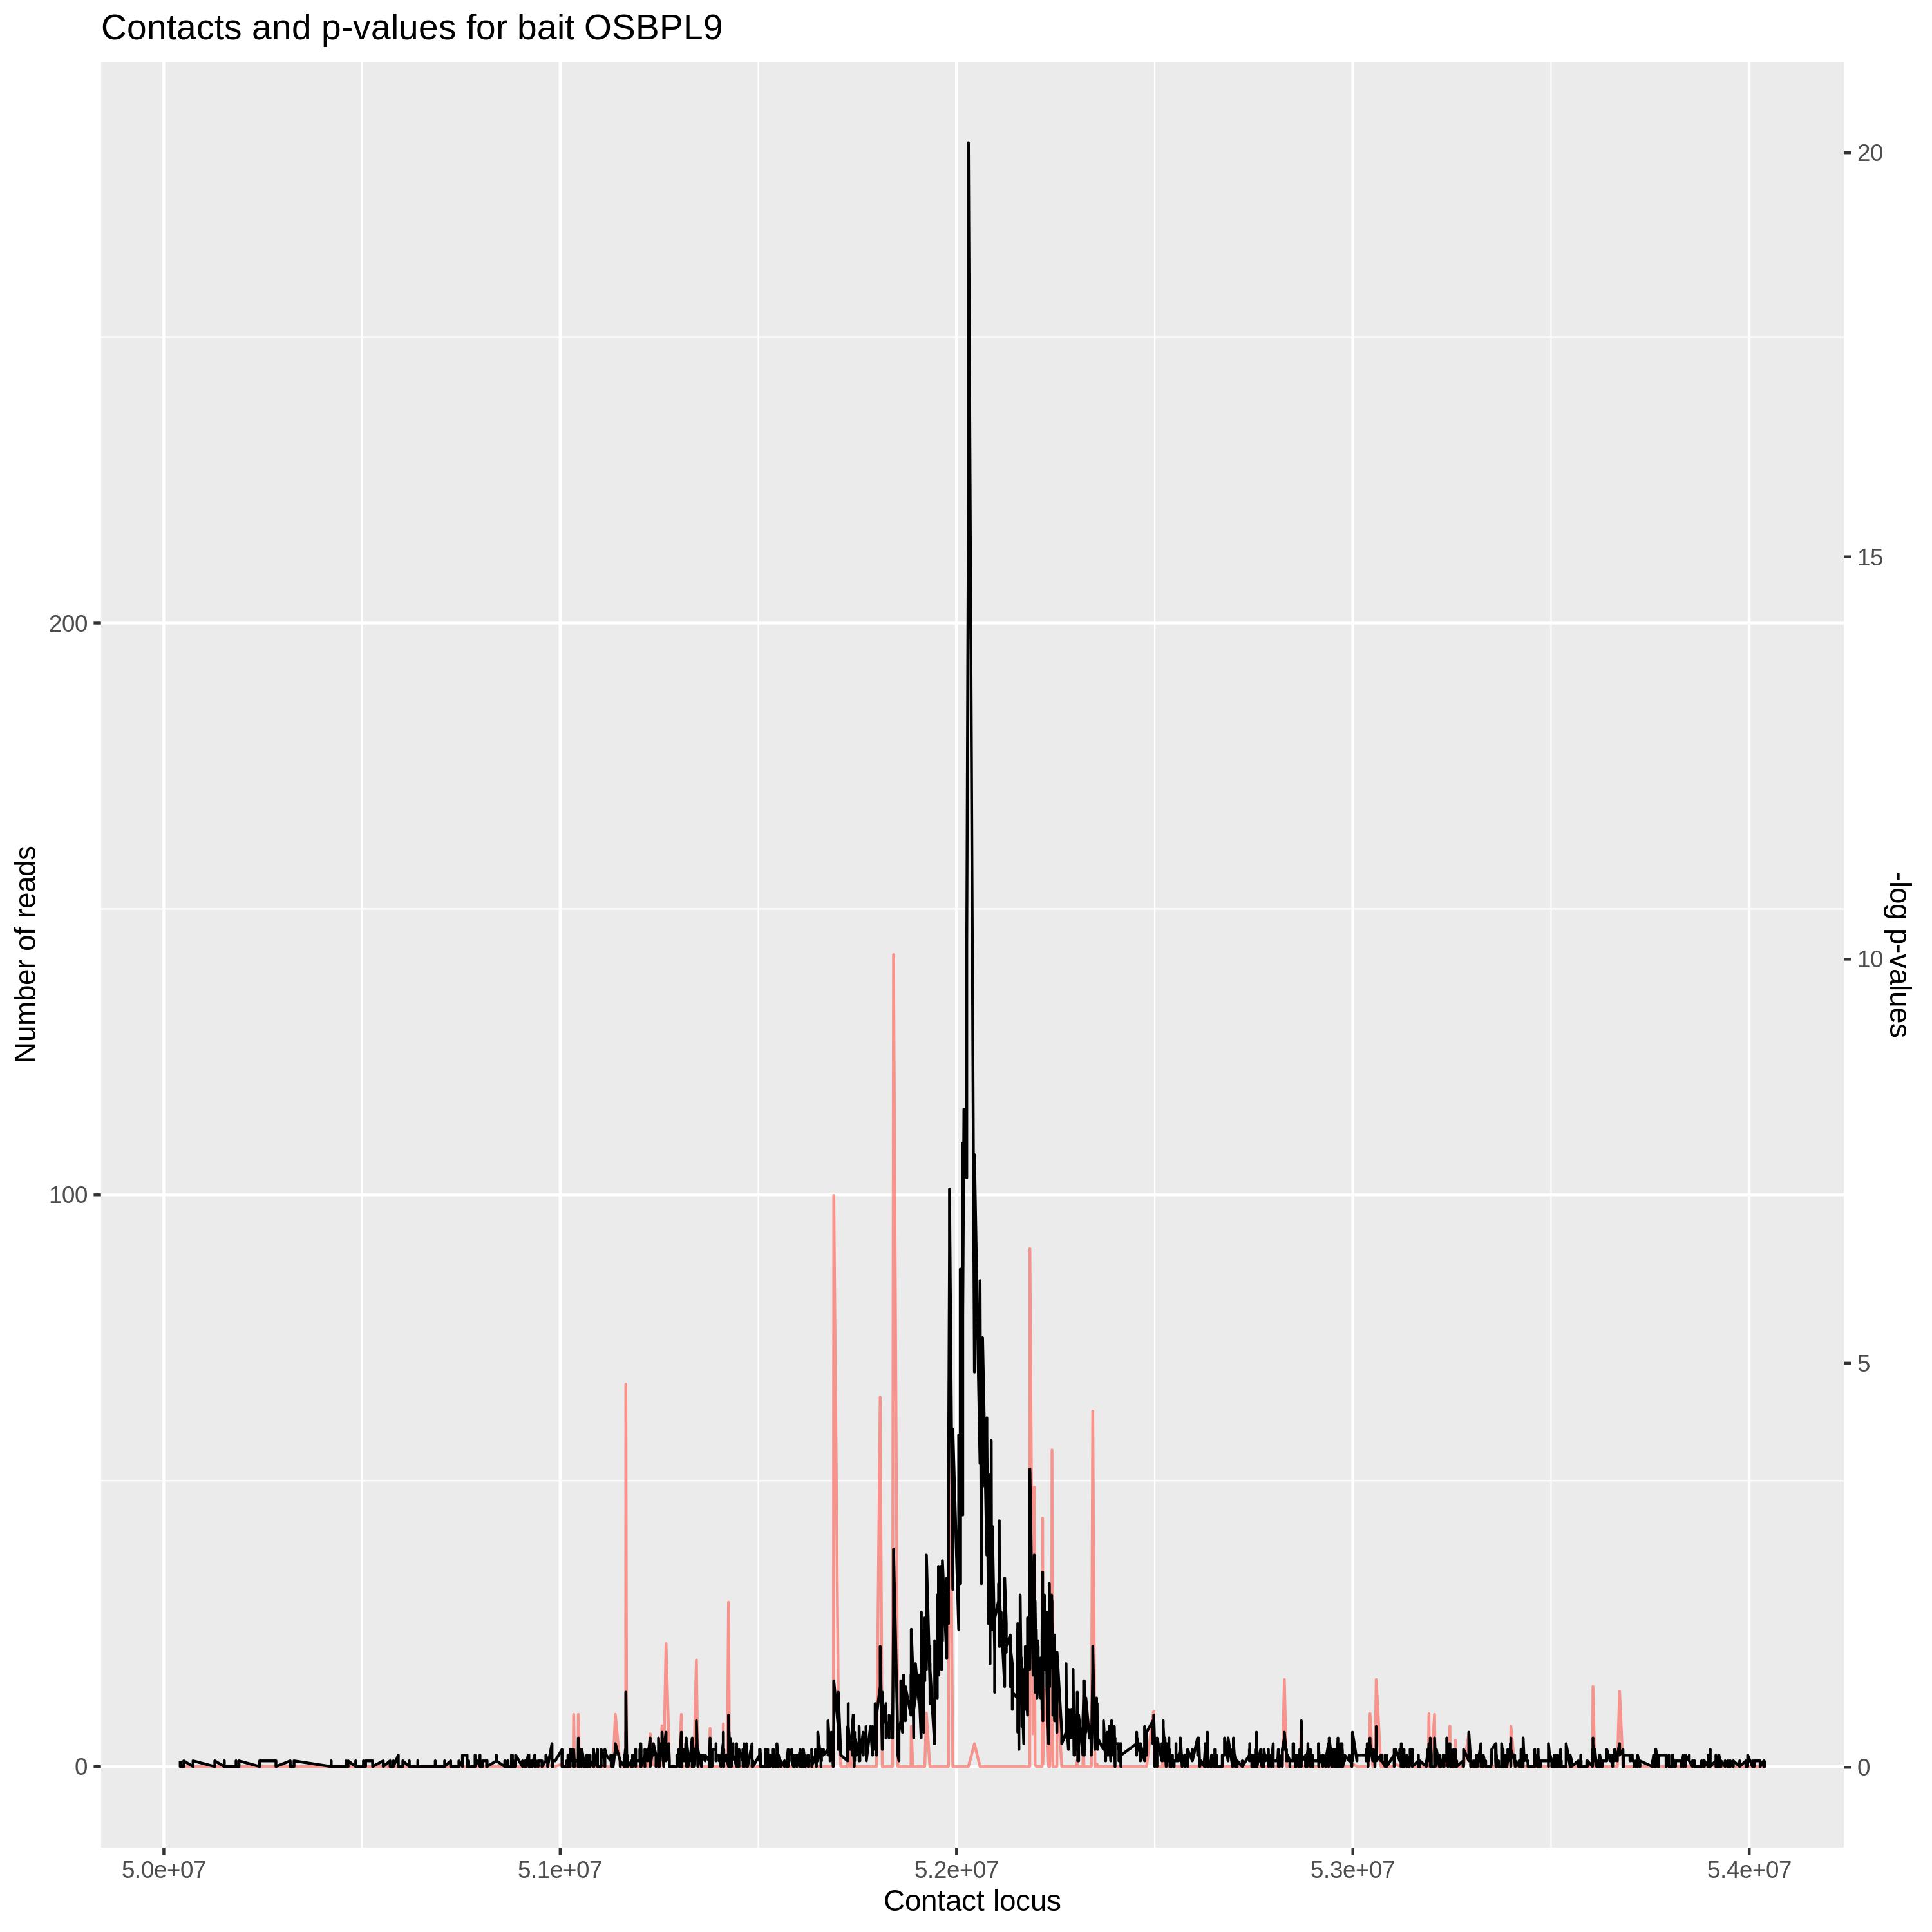 Contacts and p-values for bait OSBPL9
Number of reads
200
100
0
20
15
10
5
0
-log p-values
5.0e+07 5.1e+07 5.2e+07 5.3e+07 5.4e+07
Contact locus